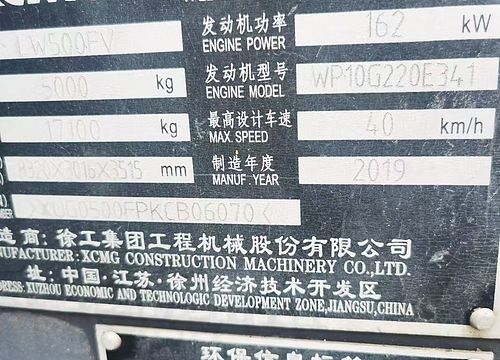 发动机功率 162 kW
ENGINE POWER
LW500FV
发动机型号 WP10G220E341
5000 kg ENGINE MODEL
最高设计车速 40 km/h
17100 kg MAX. SPEED
制造年度 2019
X3016X3515 mm MANUF. YEAR
造商:徐工集团工程机械股份有限公司
NUFACTURER: XCMG CONSTRUCTION MACHINERY CO.,LTD.
址:中国·江苏·徐州经济技术开发区
DRESS: XUZHOU ECONOMIC AND TECHNOLOGIC DEVELOPMENT ZONE,JIANGSU,CHINA